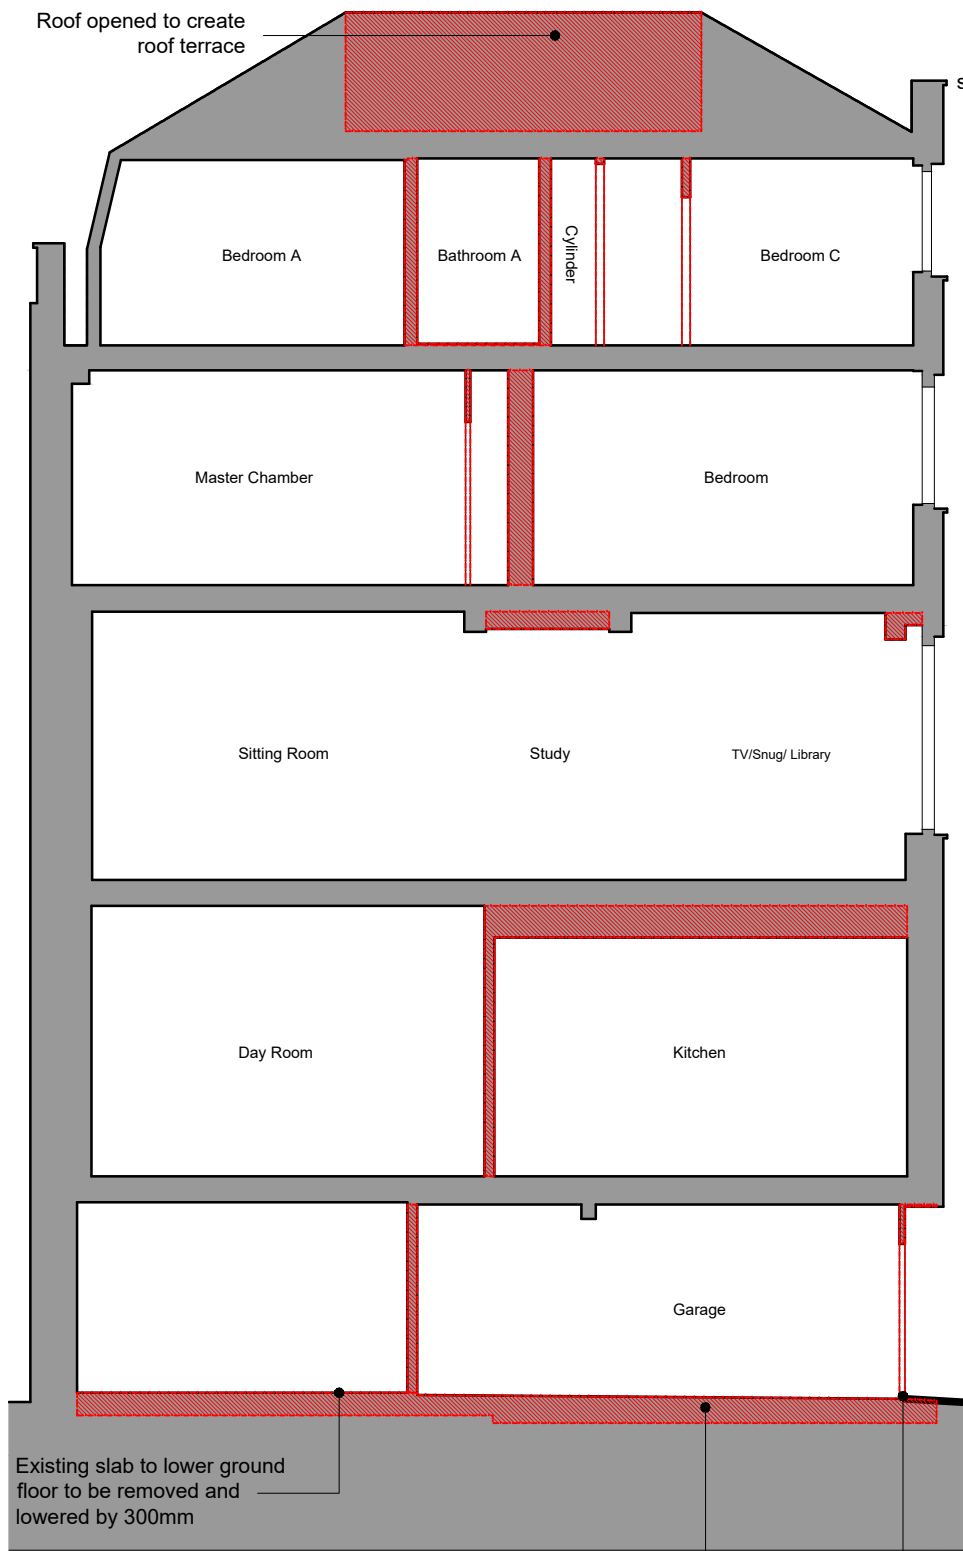 Roof opened to create
roof terrace
s
Bedroom A
Bathroom A
Cylinder
Bedroom C
Master Chamber
Bedroom
Sitting Room
Study
TV/Snug/ Library
Day Room
Kitchen
Garage
Existing slab to lower ground
floor to be removed and
lowered by 300mm